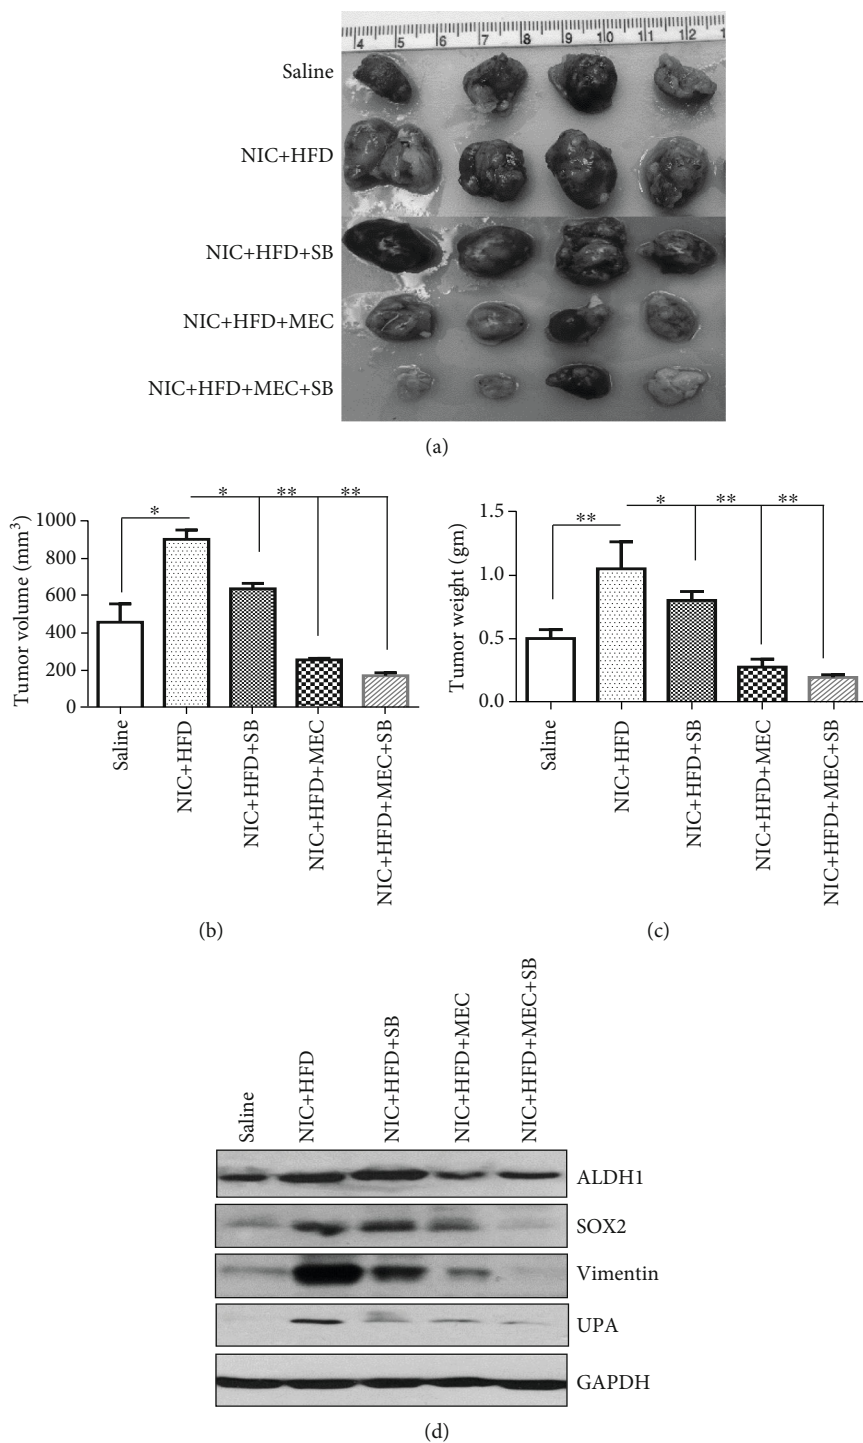 4 5 6 7 8 9 10 11 12 1
Saline
NIC+HFD
NIC+HFD+SB
NIC+HFD+MEC
NIC+HFD+MEC+SB
(a)
* * ** **
Tumor volume (mm³)
1000
800
600
400
200
0
Saline
NIC+HFD
NIC+HFD+SB
NIC+HFD+MEC
NIC+HFD+MEC+SB
(b)
** * ** **
Tumor weight (gm)
1.5
1.0
0.5
0.0
Saline
NIC+HFD
NIC+HFD+SB
NIC+HFD+MEC
NIC+HFD+MEC+SB
(c)
Saline
NIC+HFD
NIC+HFD+SB
NIC+HFD+MEC
NIC+HFD+MEC+SB
ALDH1
SOX2
Vimentin
UPA
GAPDH
(d)